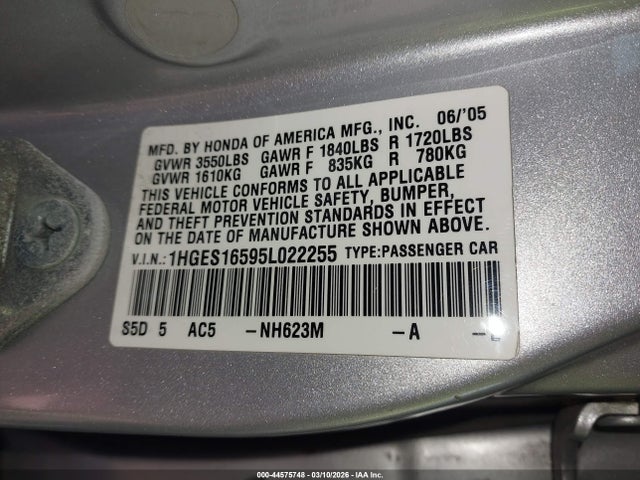 MFD. BY HONDA OF AMERICA MFG., INC. 06/'05
GVWR 3550LBS GAWR F 1840LBS R 1720LBS
GVWR 1610KG GAWR F 835KG R 780KG
THIS VEHICLE CONFORMS TO ALL APPLICABLE
FEDERAL MOTOR VEHICLE SAFETY, BUMPER,
AND THEFT PREVENTION STANDARDS IN EFFECT
ON THE DATE OF MANUFACTURE SHOWN ABOVE.
V.I.N.: 1HGES16595L022255 TYPE: PASSENGER CAR
S5D 5 AC5 -NH623M -A
000-44575748 - 03/10/2026 - IAA Inc.